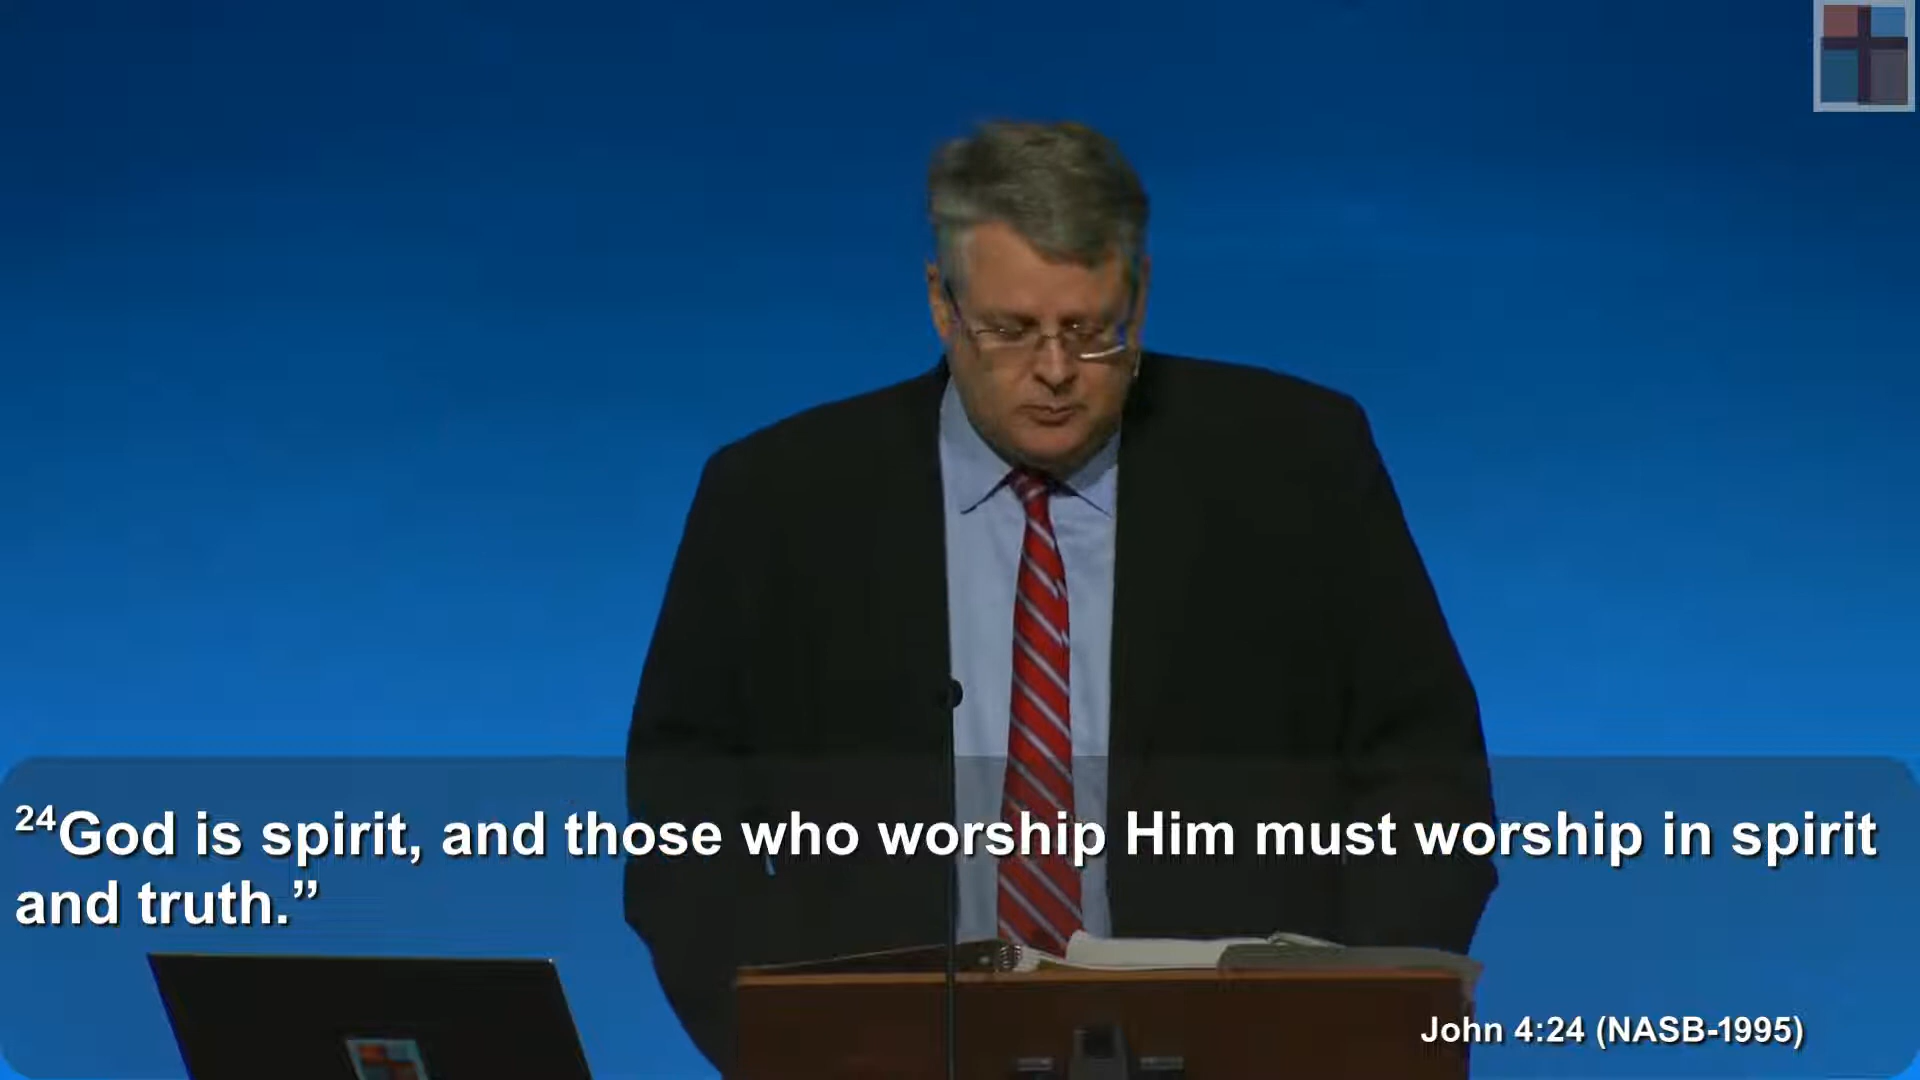 ²⁴God is spirit, and those who worship Him must worship in spirit
and truth.”
John 4:24 (NASB-1995)